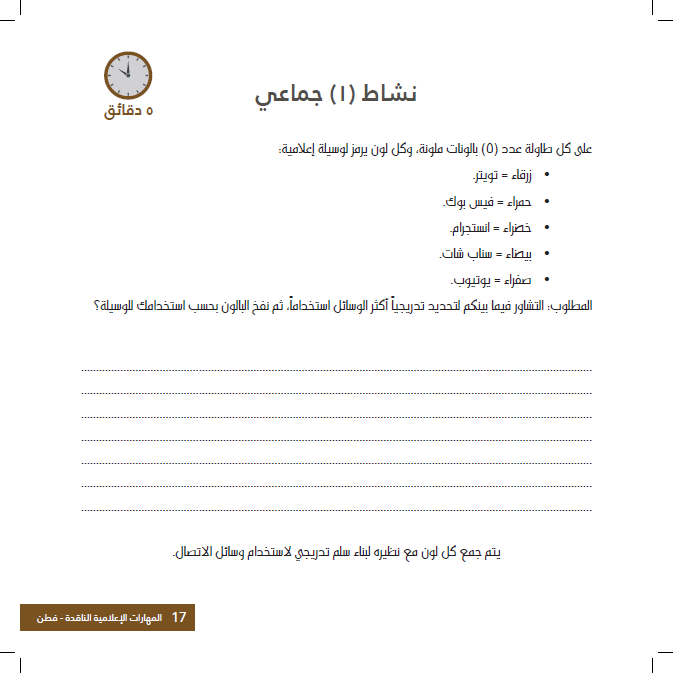 ٥ دقائق
نشاط (١) جماعي
على كل طاولة عدد (٥) بالونات ملونة، وكل لون يرمز لوسيلة إعلامية:
• زرقاء = تويتر.
• حمراء = فيس بوك.
• خضراء = انستجرام.
• بيضاء = سناب شات.
• صفراء = يوتيوب.
المطلوب: التشاور فيما بينكم لتحديد تدريجياً أكثر الوسائل استخداماً، ثم نفخ البالون بحسب استخدامك للوسيلة؟
يتم جمع كل لون مع نظيره لبناء سلم تدريجي لاستخدام وسائل الاتصال.
17 المهارات الإعلامية الناقدة - فطن